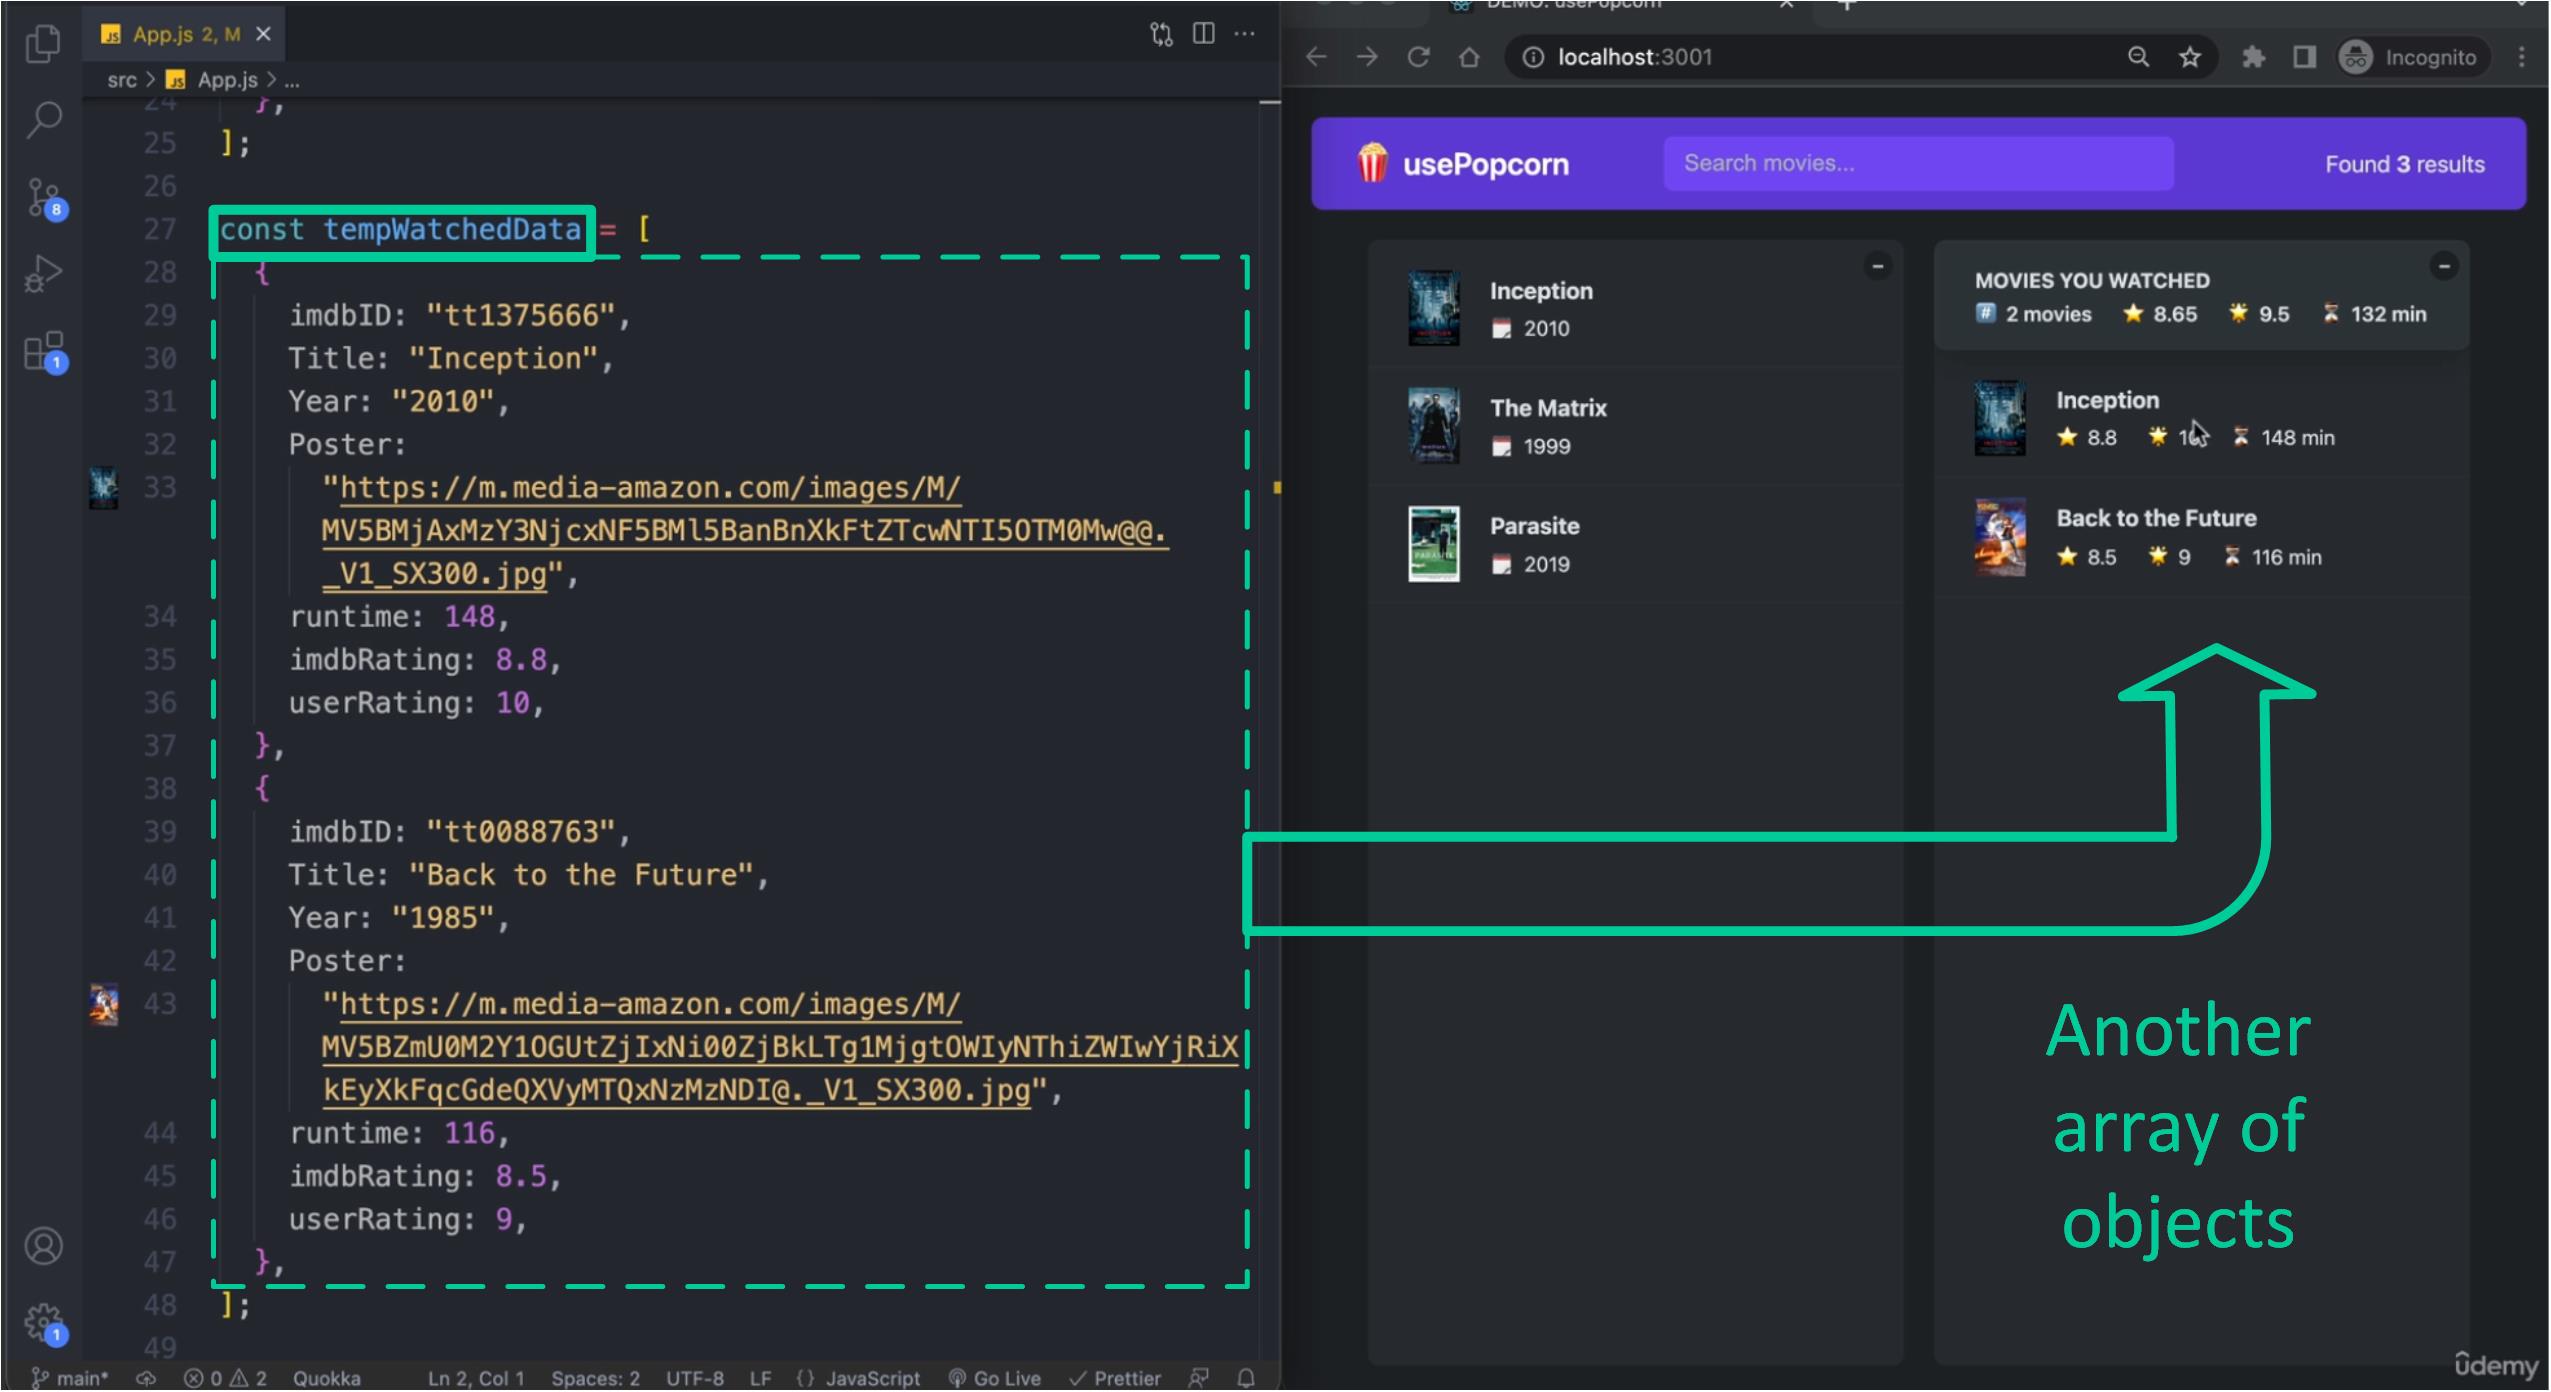 App.js 2, M
src > App.js > ...
24 },
25 ];
26
27 const tempWatchedData = [
28 {
29 imdbID: "tt1375666",
30 Title: "Inception",
31 Year: "2010",
32 Poster:
33 "https://m.media-amazon.com/images/M/
MV5BMjAxMzY3NjcxNF5BMl5BanBnXkFtZTcwNTI5OTM0Mw@@.
_V1_SX300.jpg",
34 runtime: 148,
35 imdbRating: 8.8,
36 userRating: 10,
37 },
38 {
39 imdbID: "tt0088763",
40 Title: "Back to the Future",
41 Year: "1985",
42 Poster:
43 "https://m.media-amazon.com/images/M/
MV5BZmU0M2Y1OGUtZjIxNi00ZjBkLTg1MjgtOWIyNThiZWIwYjRiX
kEyXkFqcGdeQXVyMTQxNzMzNDI@._V1_SX300.jpg",
44 runtime: 116,
45 imdbRating: 8.5,
46 userRating: 9,
47 },
48 ];
49
8
1
1
main* 0 2 Quokka Ln 2, Col 1 Spaces: 2 UTF-8 LF {} JavaScript Go Live Prettier
DEMO: usePopcorn
localhost:3001 Incognito
usePopcorn Search movies... Found 3 results
Inception
2010
The Matrix
1999
Parasite
2019
MOVIES YOU WATCHED
# 2 movies 8.65 9.5 132 min
Inception
8.8 148 min
Back to the Future
8.5 9 116 min
Another
array of
objects
ûdemy